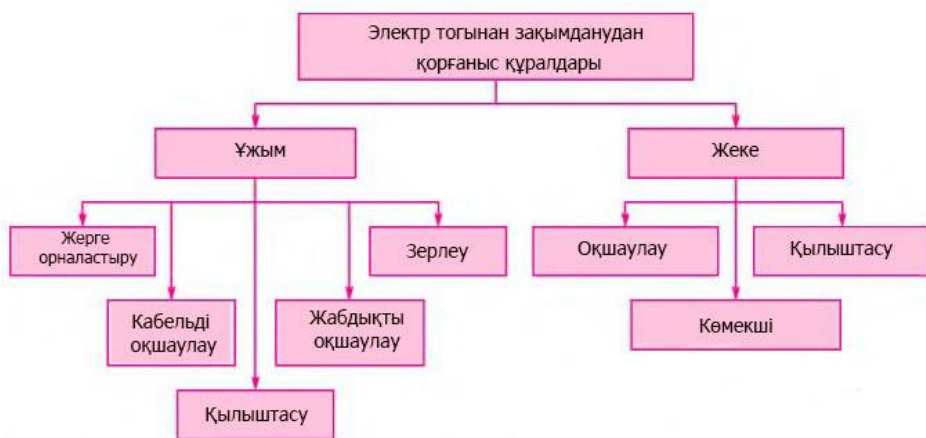 Электр тогынан зақымданудан
қорғаныс құралдары
Ұжым
Жеке
Жерге
орналастыру
Зерлеу
Оқшаулау
Қылыштасу
Кабельді
оқшаулау
Жабдықты
оқшаулау
Көмекші
Қылыштасу